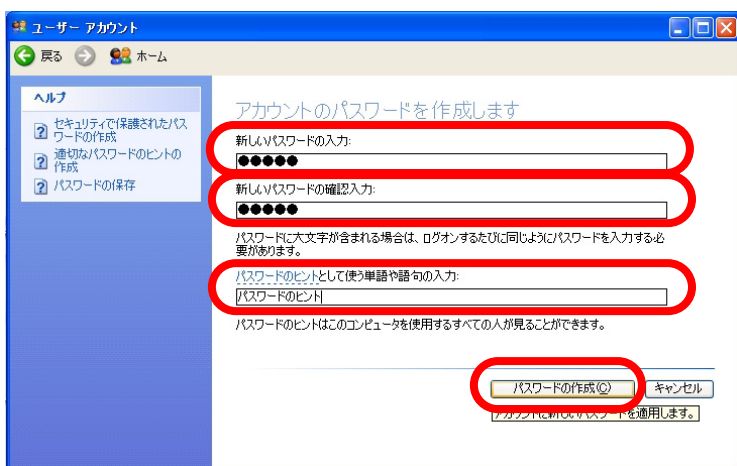 ユーザー アカウント
戻る ホーム
ヘルプ
セキュリティで保護されたパス
ワードの作成
適切なパスワードのヒントの
作成
パスワードの保存
アカウントのパスワードを作成します
新しいパスワードの入力:
●●●●●
新しいパスワードの確認入力:
●●●●●
パスワードに大文字が含まれる場合は、ログオンするたびに同じようにパスワードを入力する必
要があります。
パスワードのヒントとして使う単語や語句の入力:
パスワードのヒント
パスワードのヒントはこのコンピュータを使用するすべての人が見ることができます。
パスワードの作成(C) キャンセル
アカウントに新しいパスワードを適用します。